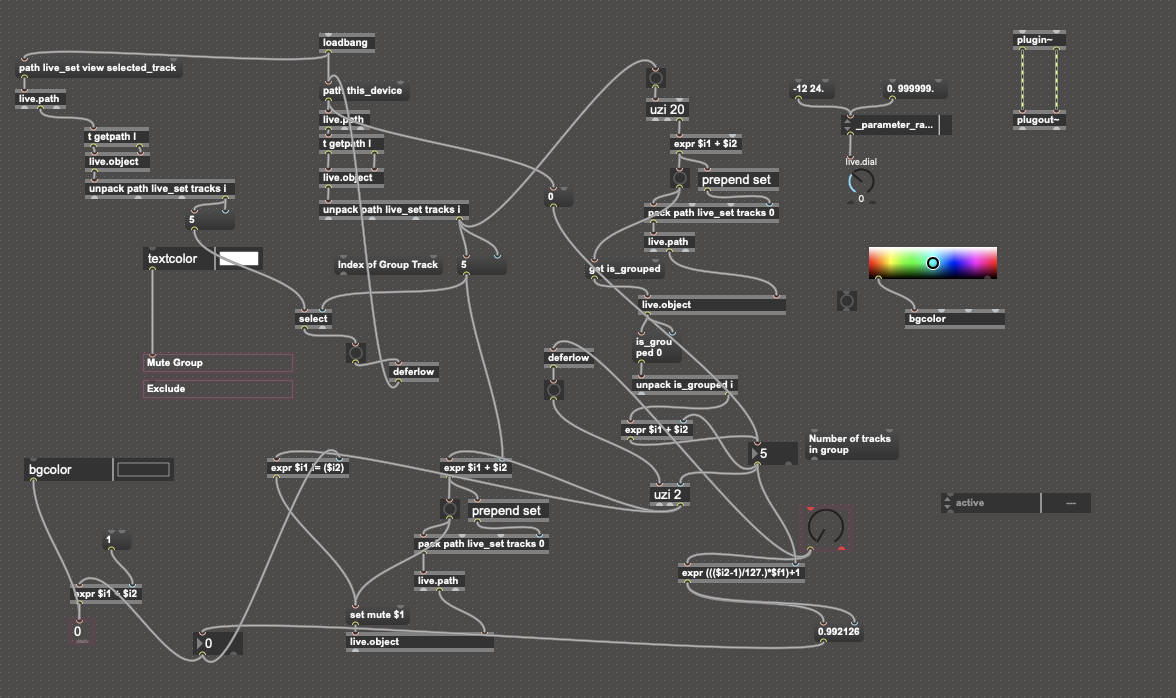 loadbang
plugin~
path live_set view selected_track
path this_device
-12 24.
0. 999999.
live.path
live.path
uzi 20
plugout~
t getpath l
t getpath l
expr $i1 + $i2
_parameter_ra...
live.object
live.object
prepend set
live.dial
unpack path live_set tracks i
unpack path live_set tracks i
0
pack path live_set tracks 0
0
5
live.path
textcolor
Index of Group Track
5
get is_grouped
select
live.object
bgcolor
is_grou
ped 0
Mute Group
deferlow
deferlow
Exclude
unpack is_grouped i
expr $i1 + $i2
5
Number of tracks
in group
bgcolor
expr $i1 != ($i2)
expr $i1 + $i2
uzi 2
active
---
prepend set
1
pack path live_set tracks 0
live.path
expr ((($i2-1)/127.)*$f1)+1
expr $i1 + $i2
set mute $1
0
0
live.object
0.992126